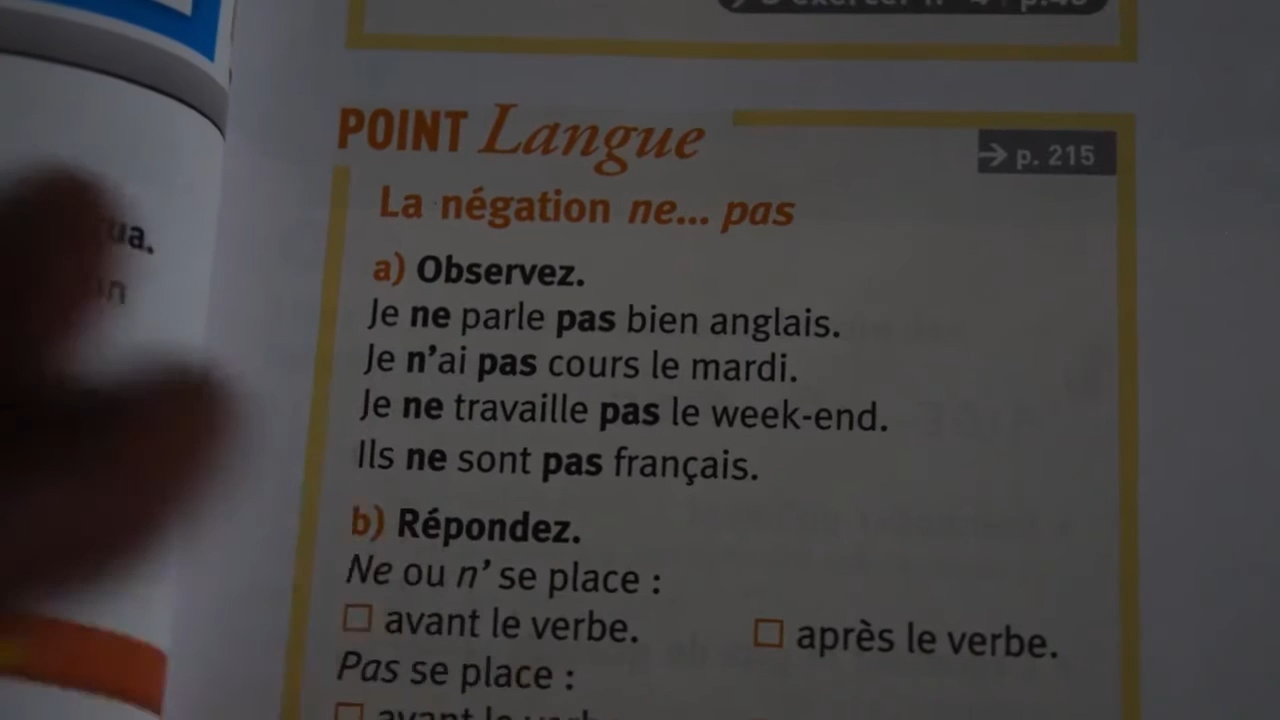 POINT Langue
→ p. 215
La négation ne... pas
a) Observez.
Je ne parle pas bien anglais.
Je n'ai pas cours le mardi.
Je ne travaille pas le week-end.
Ils ne sont pas français.
b) Répondez.
Ne ou n' se place :
□ avant le verbe. □ après le verbe.
Pas se place :
□ avant le